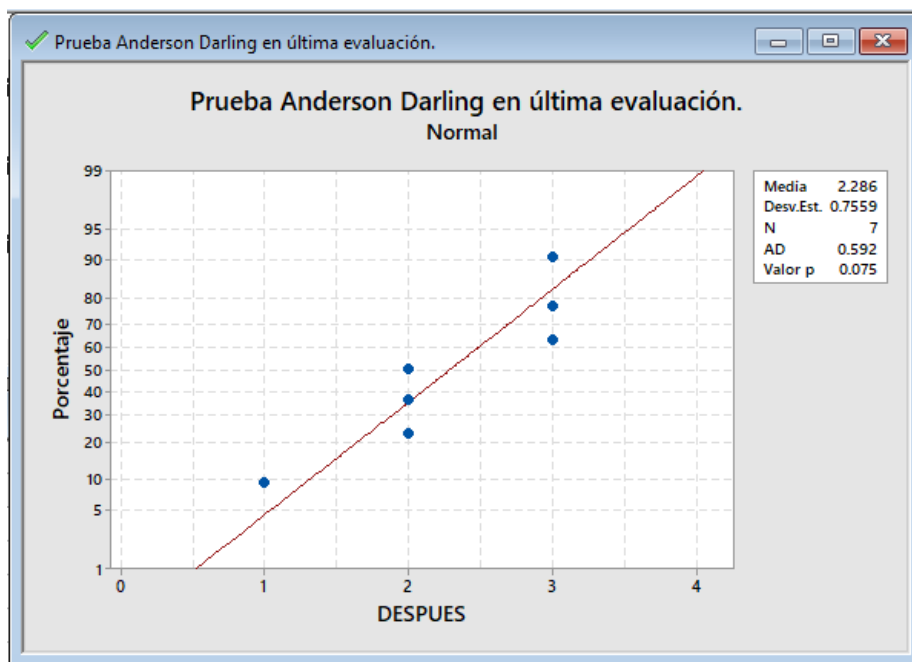 Prueba Anderson Darling en última evaluación.
Prueba Anderson Darling en última evaluación.
Normal
99
95
90
80
70
60
50
40
30
20
10
5
1
Porcentaje
0 1 2 3 4
DESPUES
Media 2.286
Desv.Est. 0.7559
N 7
AD 0.592
Valor p 0.075